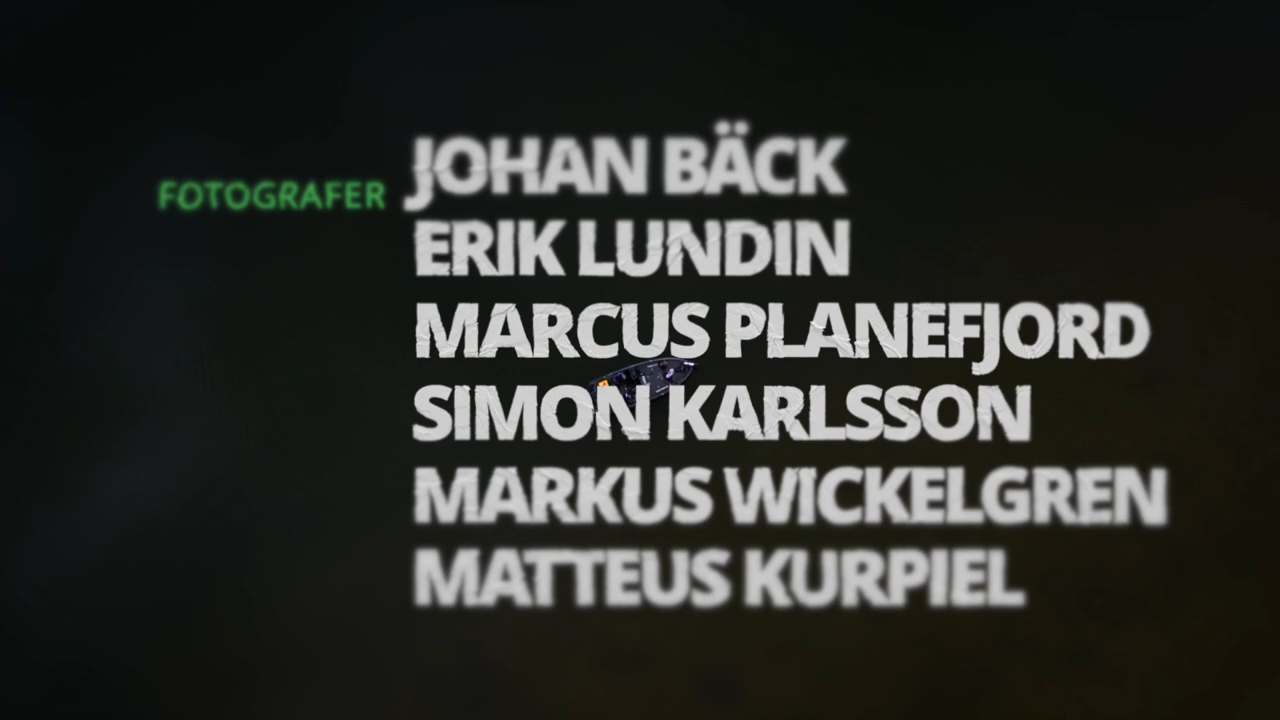 FOTOGRAFER
JOHAN BÄCK
ERIK LUNDIN
MARCUS PLANEFJORD
SIMON KARLSSON
MARKUS WICKELGREN
MATTEUS KURPIEL